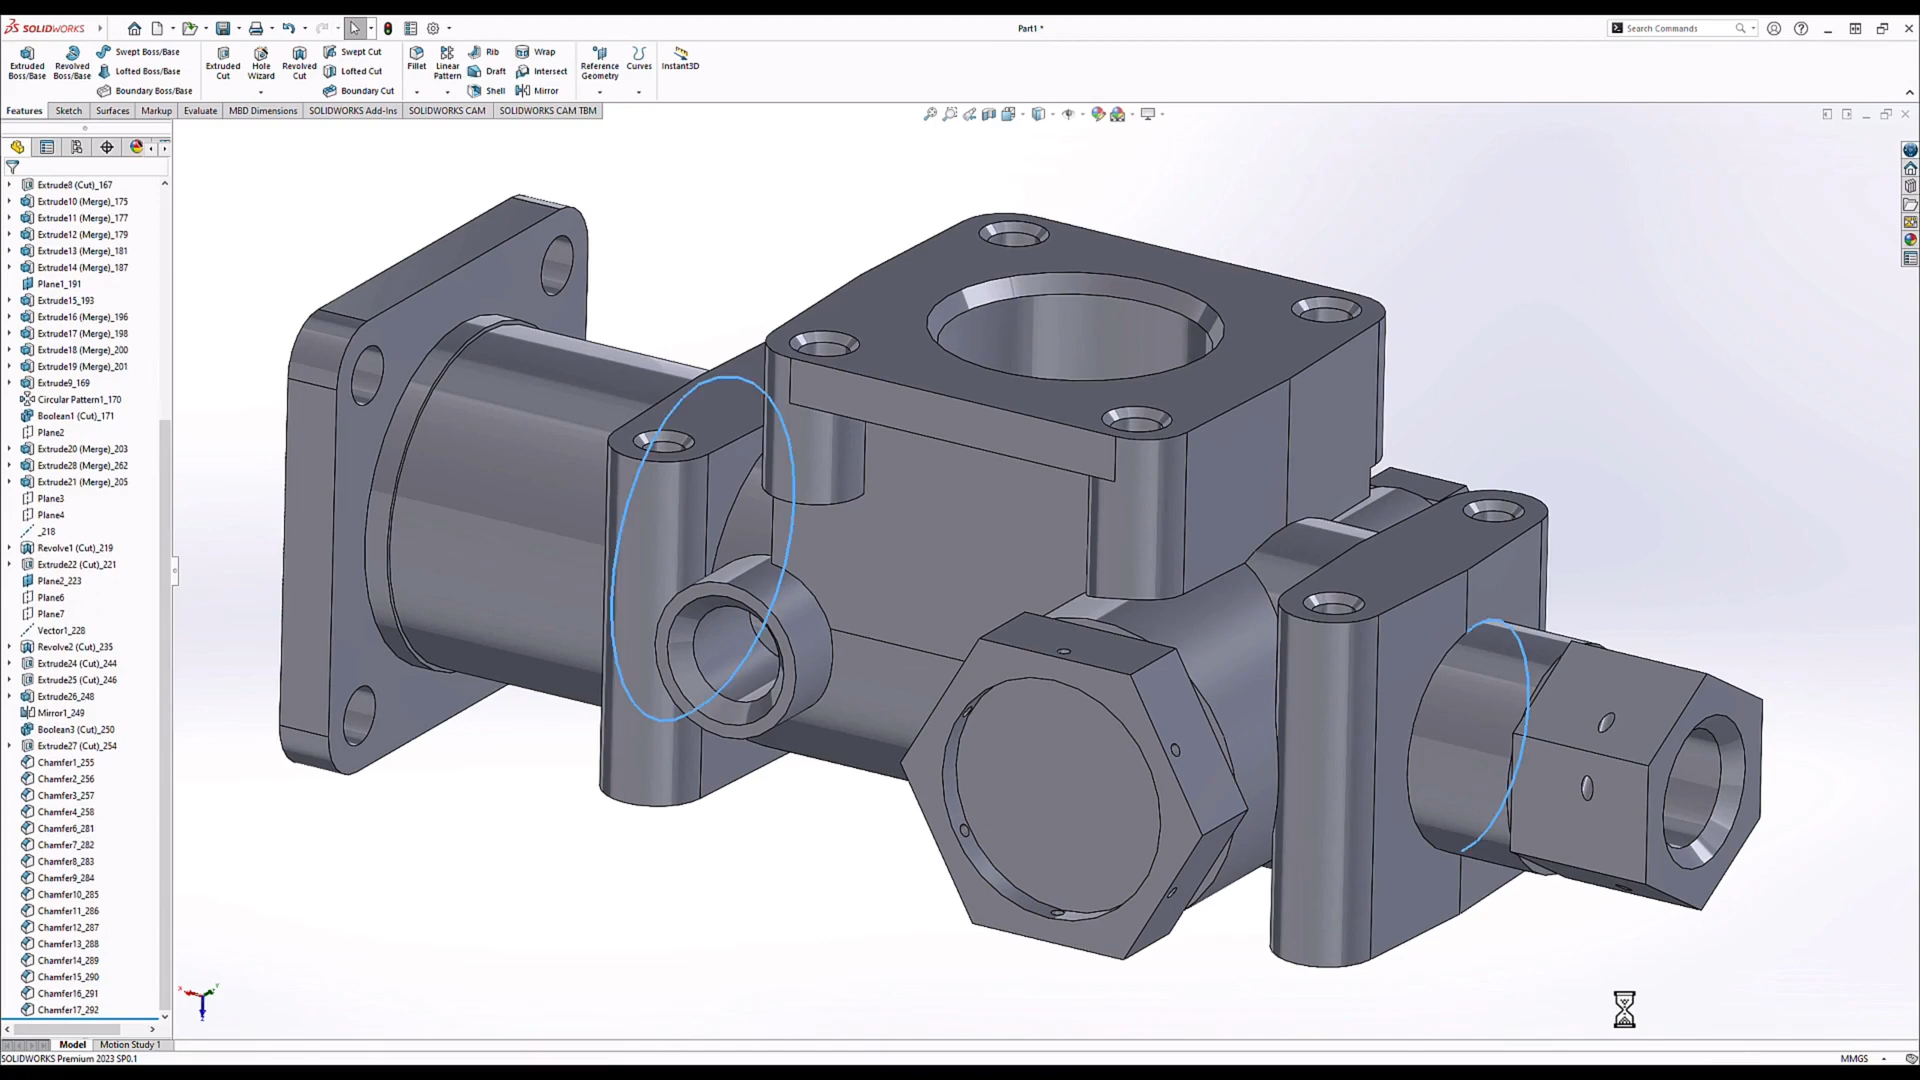 SOLIDWORKS
Part1 *
Search Commands
Extruded Boss/Base
Revolved Boss/Base
Swept Boss/Base
Lofted Boss/Base
Boundary Boss/Base
Extruded Cut
Hole Wizard
Revolved Cut
Swept Cut
Lofted Cut
Boundary Cut
Fillet
Linear Pattern
Rib
Draft
Shell
Wrap
Intersect
Mirror
Reference Geometry
Curves
Instant3D
Features
Sketch
Surfaces
Markup
Evaluate
MBD Dimensions
SOLIDWORKS Add-Ins
SOLIDWORKS CAM
SOLIDWORKS CAM TBM
Extrude8 (Cut)_167
Extrude10 (Merge)_175
Extrude11 (Merge)_177
Extrude12 (Merge)_179
Extrude13 (Merge)_181
Extrude14 (Merge)_187
Plane1_191
Extrude15_193
Extrude16 (Merge)_196
Extrude17 (Merge)_198
Extrude18 (Merge)_200
Extrude19 (Merge)_201
Extrude9_169
Circular Pattern1_170
Boolean1 (Cut)_171
Plane2
Extrude20 (Merge)_203
Extrude28 (Merge)_262
Extrude21 (Merge)_205
Plane3
Plane4
_218
Revolve1 (Cut)_219
Extrude22 (Cut)_221
Plane2_223
Plane6
Plane7
Vector1_228
Revolve2 (Cut)_235
Extrude24 (Cut)_244
Extrude25 (Cut)_246
Extrude26_248
Mirror1_249
Boolean3 (Cut)_250
Extrude27 (Cut)_254
Chamfer1_255
Chamfer2_256
Chamfer3_257
Chamfer4_258
Chamfer6_281
Chamfer7_282
Chamfer8_283
Chamfer9_284
Chamfer10_285
Chamfer11_286
Chamfer12_287
Chamfer13_288
Chamfer14_289
Chamfer15_290
Chamfer16_291
Chamfer17_292
Model
Motion Study 1
SOLIDWORKS Premium 2023 SP0.1
MMGS